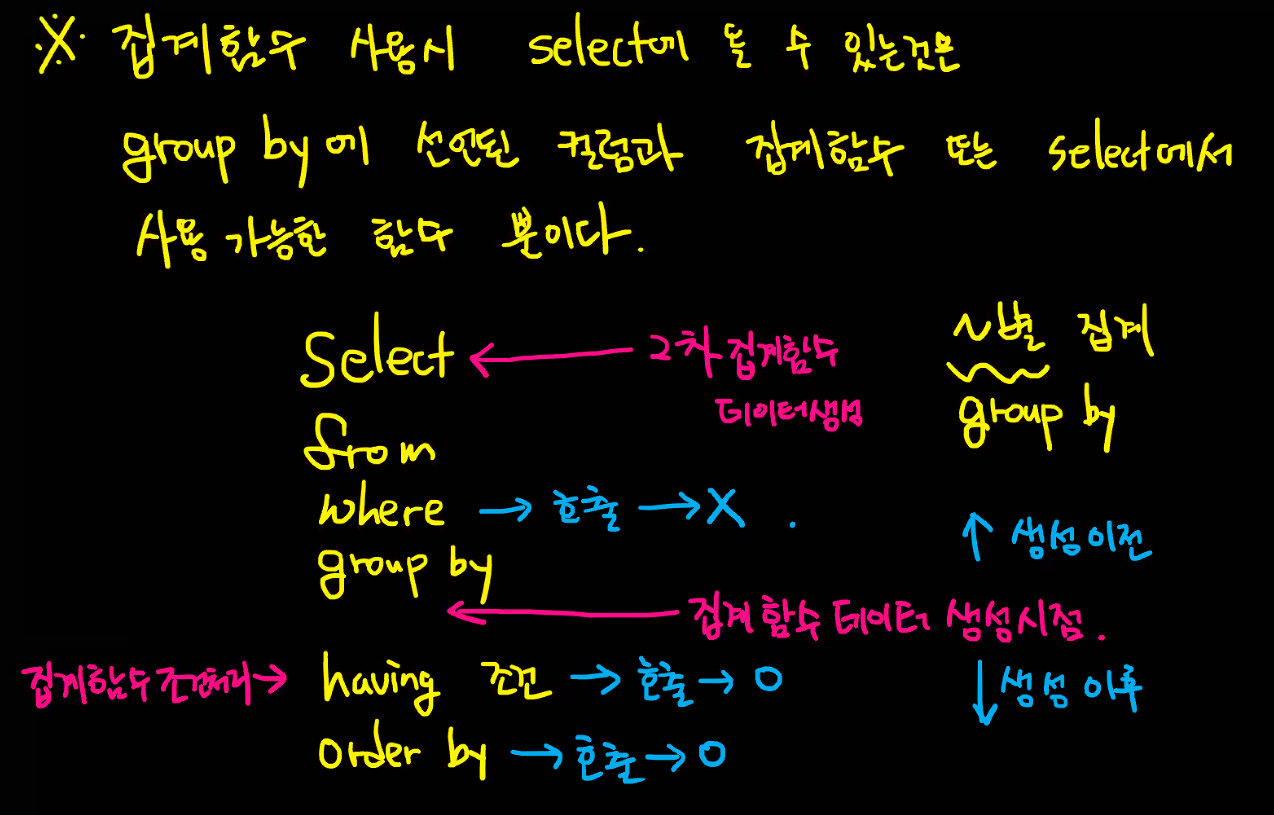 ※ 집계함수 사용시 select에 올 수 있는것은
group by에 선언된 컬럼과 집계함수 또는 select에서
사용 가능한 함수 뿐이다.
Select ← 2차 집계함수
데이터생성
~별 집계
group by
from
where → 호출 → X .
group by
↑ 생성 이전
← 집계함수 데이터 생성시점.
집계함수 조건처리 → having 조건 → 호출 → O
↓ 생성 이후
order by → 호출 → O